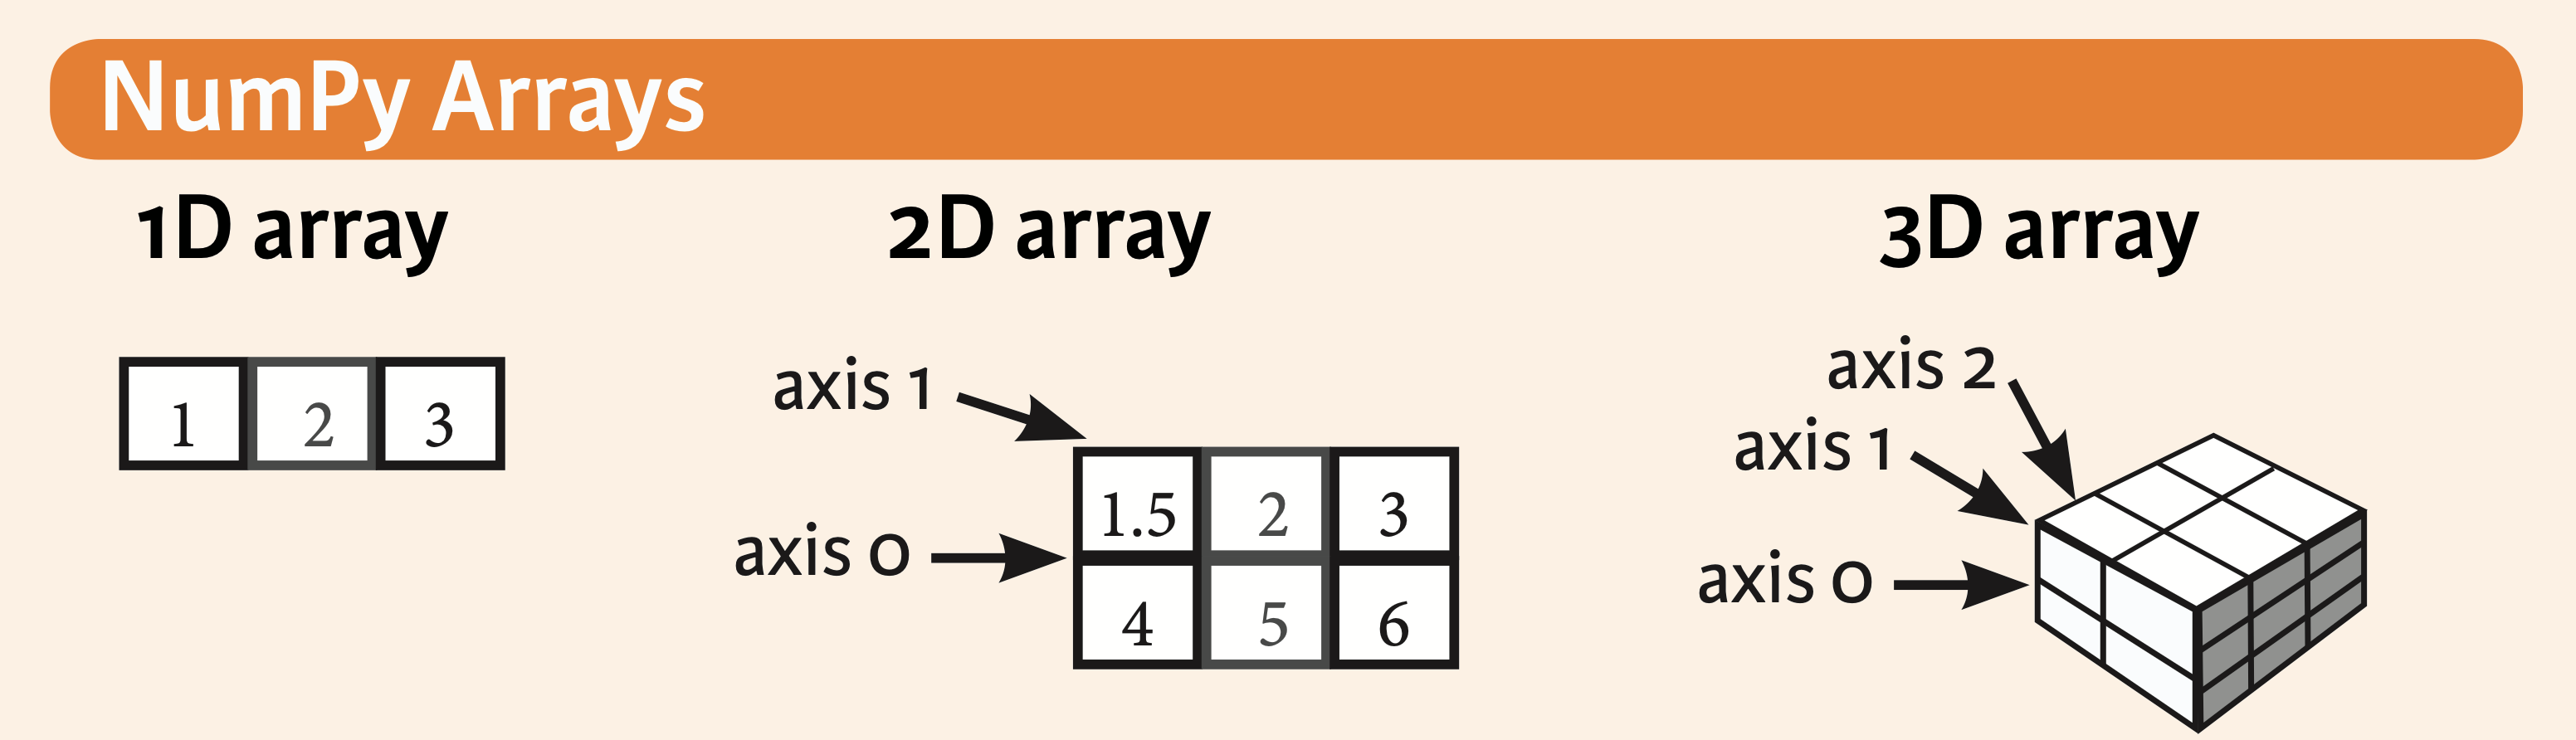 NumPy Arrays
1D array
2D array
3D array
1 2 3
axis 1
axis 0
1.5 2 3
4 5 6
axis 2
axis 1
axis 0